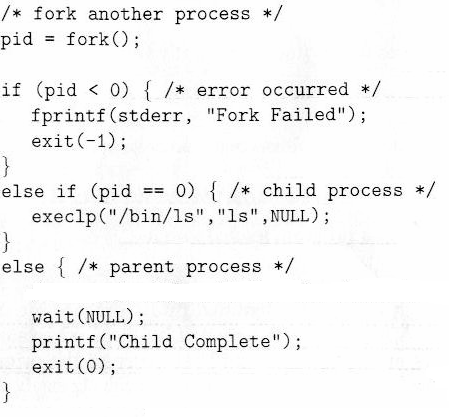 /* fork another process */
pid = fork();
if (pid < 0) { /* error occurred */
fprintf(stderr, "Fork Failed");
exit(-1);
}
else if (pid == 0) { /* child process */
execlp("/bin/ls","ls",NULL);
}
else { /* parent process */
wait(NULL);
printf("Child Complete");
exit(0);
}